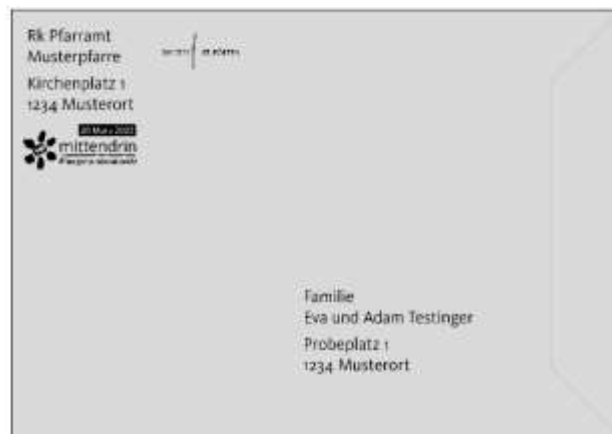 Rk Pfarramt
Musterpfarre
Kirchenplatz 1
1234 Musterort
mittendrin
Familie
Eva und Adam Testinger
Probeplatz 1
1234 Musterort